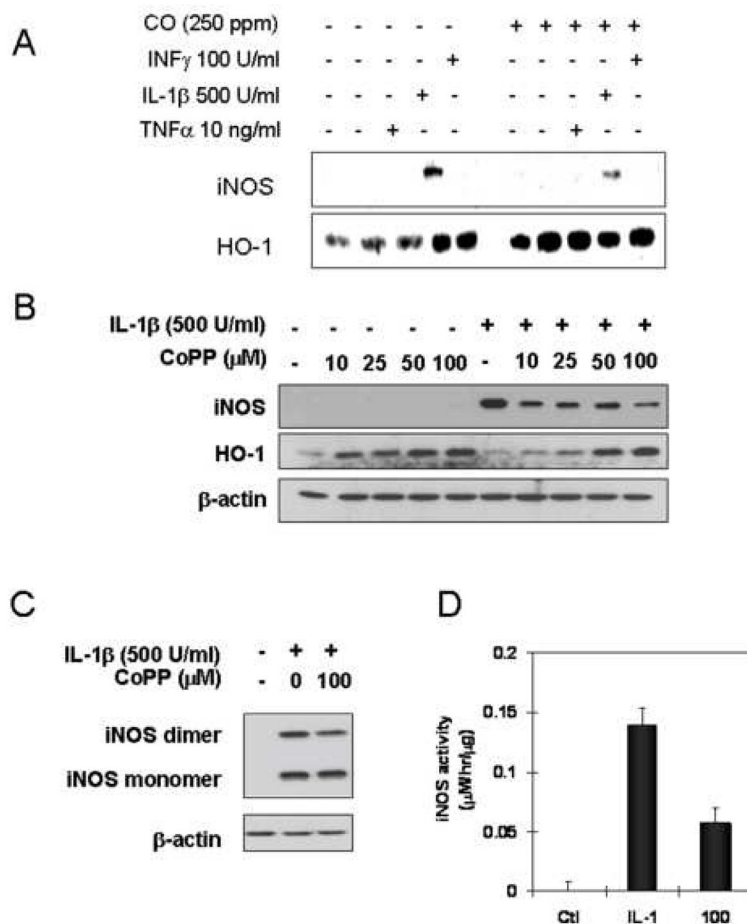 A
CO (250 ppm) - - - - - + + + + +
INFγ 100 U/ml - - - - + - - - - +
IL-1β 500 U/ml - - - + - - - - + -
TNFα 10 ng/ml - - + - - - - + - -
iNOS
HO-1
B
IL-1β (500 U/ml) - - - - - + + + + +
CoPP (μM) - 10 25 50 100 - 10 25 50 100
iNOS
HO-1
β-actin
C
IL-1β (500 U/ml) - + +
CoPP (μM) - 0 100
iNOS dimer
iNOS monomer
β-actin
D
iNOS activity
(μM/hr/μg)
0.2
0.15
0.1
0.05
0
Ctl IL-1 100